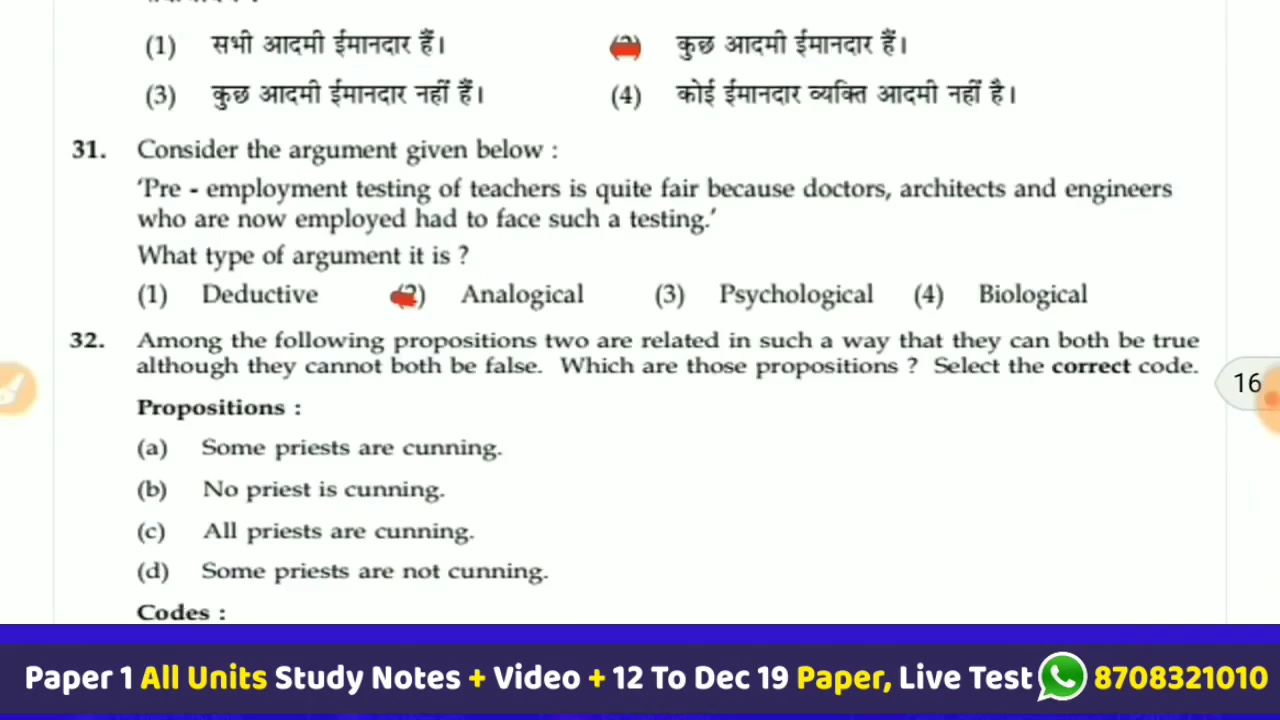 (1) सभी आदमी ईमानदार हैं। कुछ आदमी ईमानदार हैं।
(3) कुछ आदमी ईमानदार नहीं हैं। (4) कोई ईमानदार व्यक्ति आदमी नहीं है।
31. Consider the argument given below :
'Pre - employment testing of teachers is quite fair because doctors, architects and engineers
who are now employed had to face such a testing.'
What type of argument it is ?
(1) Deductive (2) Analogical (3) Psychological (4) Biological
32. Among the following propositions two are related in such a way that they can both be true
although they cannot both be false. Which are those propositions ? Select the correct code.
16
Propositions :
(a) Some priests are cunning.
(b) No priest is cunning.
(c) All priests are cunning.
(d) Some priests are not cunning.
Codes :
Paper 1 All Units Study Notes + Video + 12 To Dec 19 Paper, Live Test 8708321010